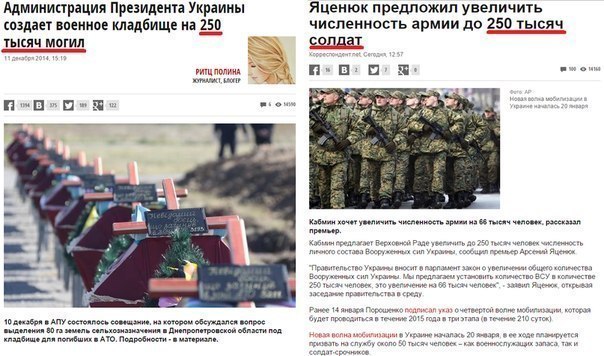 Администрация Президента Украины
создает военное кладбище на 250
тысяч могил
11 декабря 2014, 15:19
РИТЦ ПОЛИНА
ЖУРНАЛИСТ, БЛОГЕР
1394
375
189
122
6
14590
10 декабря в АПУ состоялось совещание, на котором обсуждался вопрос
выделения 80 га земель сельхозназначения в Днепропетровской области под
кладбище для погибших в АТО. Подробности - в материале.
Яценюк предложил увеличить
численность армии до 250 тысяч
солдат
Корреспондент.net, Сегодня, 12:57
16
2
2
0
100
14160
Фото: AP
Новая волна мобилизации в
Украине началась 20 января
Кабмин хочет увеличить численность армии на 66 тысяч человек, рассказал
премьер.
Кабмин предлагает Верховной Раде увеличить до 250 тысяч человек численность
личного состава Вооруженных сил Украины, сообщил премьер Арсений Яценюк.
"Правительство Украины вносит в парламент закон о увеличении общего количества
Вооруженных сил Украины. Мы предлагаем установить количество ВСУ в количестве
250 тысяч человек, это увеличение на 66 тысяч человек", - заявил Яценюк, открывая
заседание правительства в среду.
Ранее 14 января Порошенко подписал указ о четвертой волне мобилизации, которая
будет проводиться в течение 2015 года в три этапа (в течение 210 суток).
Новая волна мобилизации в Украине началась 20 января, в ее ходе планируется
призвать на службу около 50 тысяч человек – как военнослужащих запаса, так и
солдат-срочников.